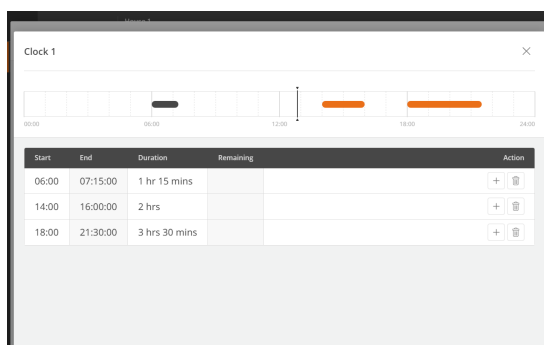 House 1
Clock 1
00:00 06:00 12:00 18:00 24:00
Start End Duration Remaining Action
06:00 07:15:00 1 hr 15 mins
14:00 16:00:00 2 hrs
18:00 21:30:00 3 hrs 30 mins